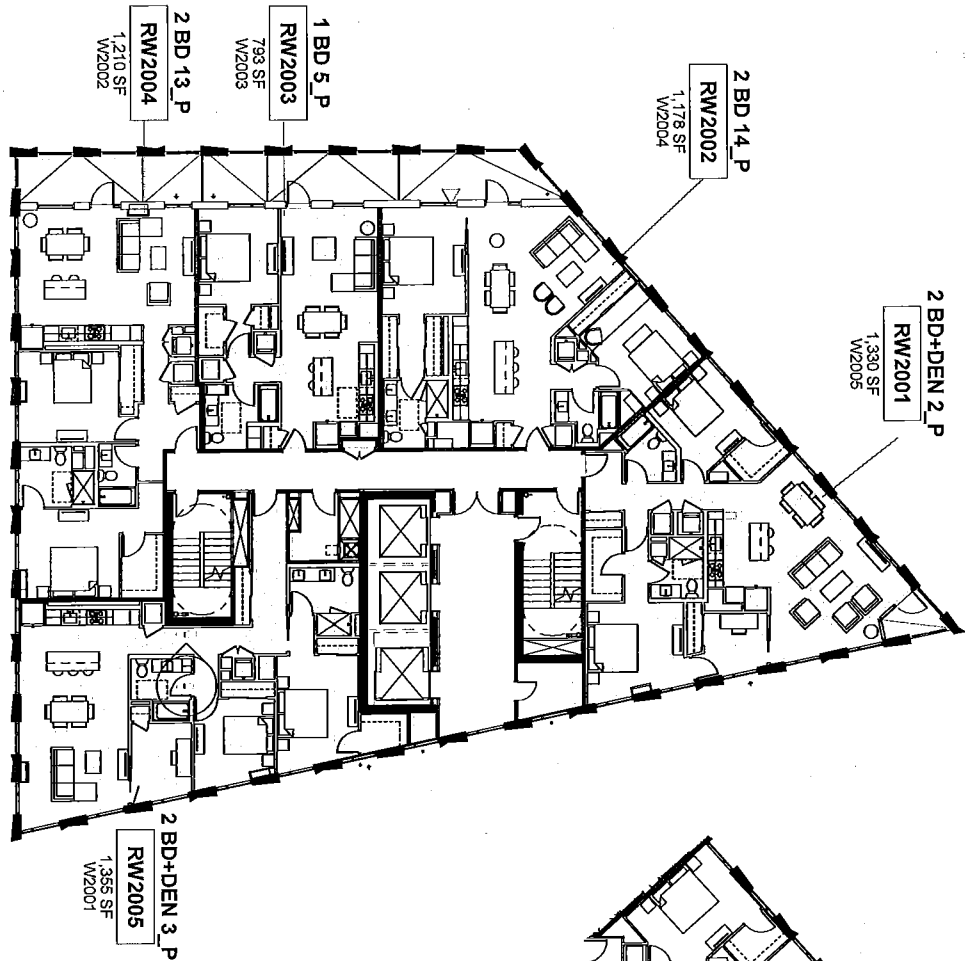 2 BD 13_P
RW2004
1,210 SF
W2002
1 BD 5_P
RW2003
793 SF
W2003
2 BD 14_P
RW2002
1,178 SF
W2004
2 BD+DEN 2_P
RW2001
1,330 SF
W2005
2 BD+DEN 3_P
RW2005
1,355 SF
W2001